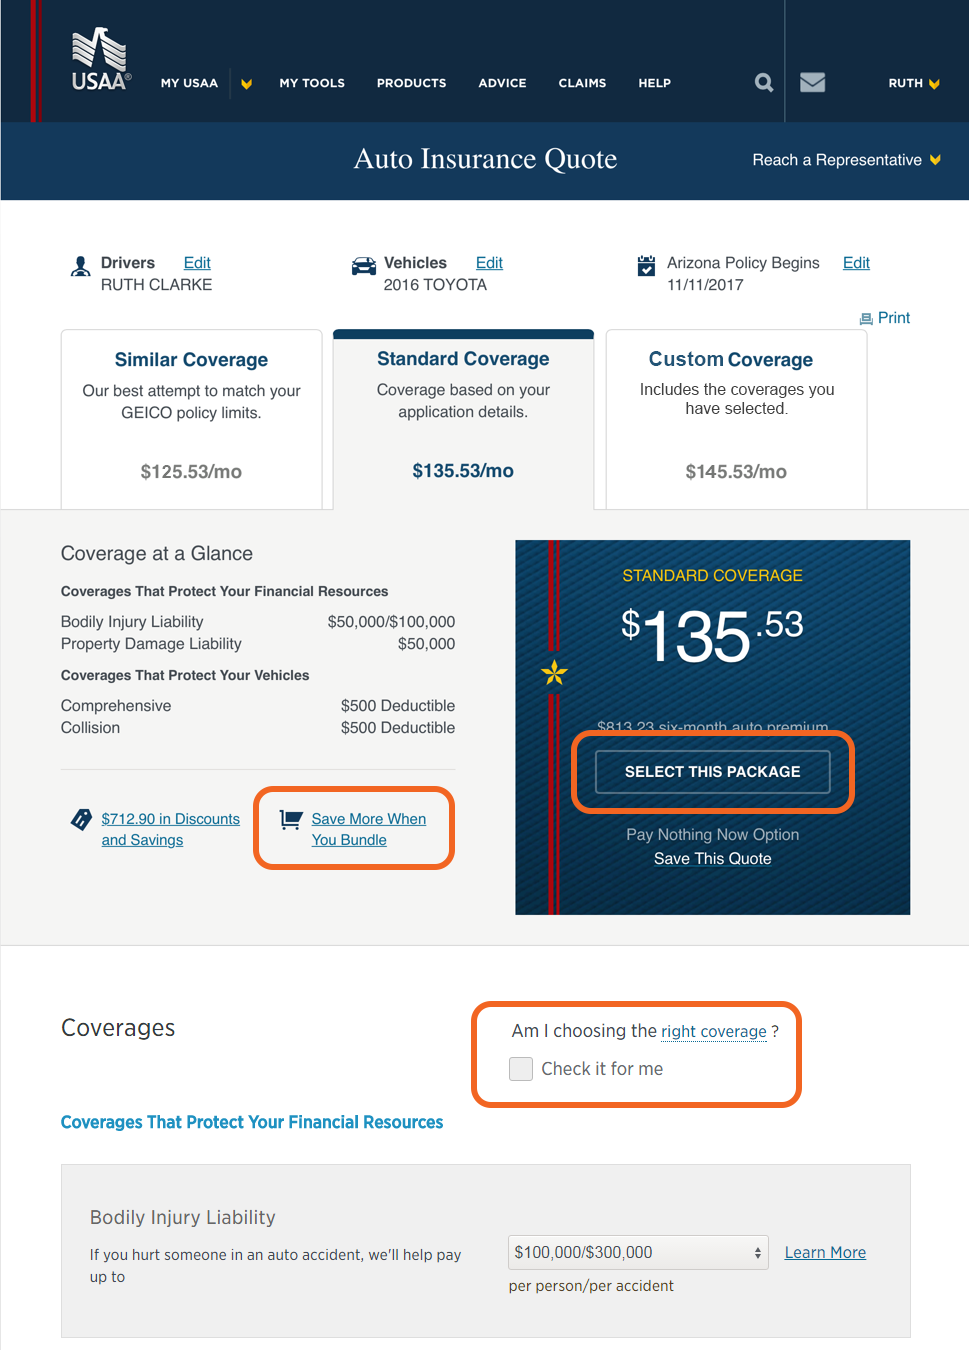 USAA®
MY USAA
MY TOOLS
PRODUCTS
ADVICE
CLAIMS
HELP
RUTH
Auto Insurance Quote
Reach a Representative
Drivers Edit
RUTH CLARKE
Vehicles Edit
2016 TOYOTA
Arizona Policy Begins Edit
11/11/2017
Print
Similar Coverage
Our best attempt to match your
GEICO policy limits.
$125.53/mo
Standard Coverage
Coverage based on your
application details.
$135.53/mo
Custom Coverage
Includes the coverages you
have selected.
$145.53/mo
Coverage at a Glance
Coverages That Protect Your Financial Resources
Bodily Injury Liability $50,000/$100,000
Property Damage Liability $50,000
Coverages That Protect Your Vehicles
Comprehensive $500 Deductible
Collision $500 Deductible
$712.90 in Discounts
and Savings
Save More When
You Bundle
STANDARD COVERAGE
$135.53
$813.23 six-month auto premium
SELECT THIS PACKAGE
Pay Nothing Now Option
Save This Quote
Coverages
Am I choosing the right coverage ?
Check it for me
Coverages That Protect Your Financial Resources
Bodily Injury Liability
If you hurt someone in an auto accident, we'll help pay
up to
$100,000/$300,000
Learn More
per person/per accident